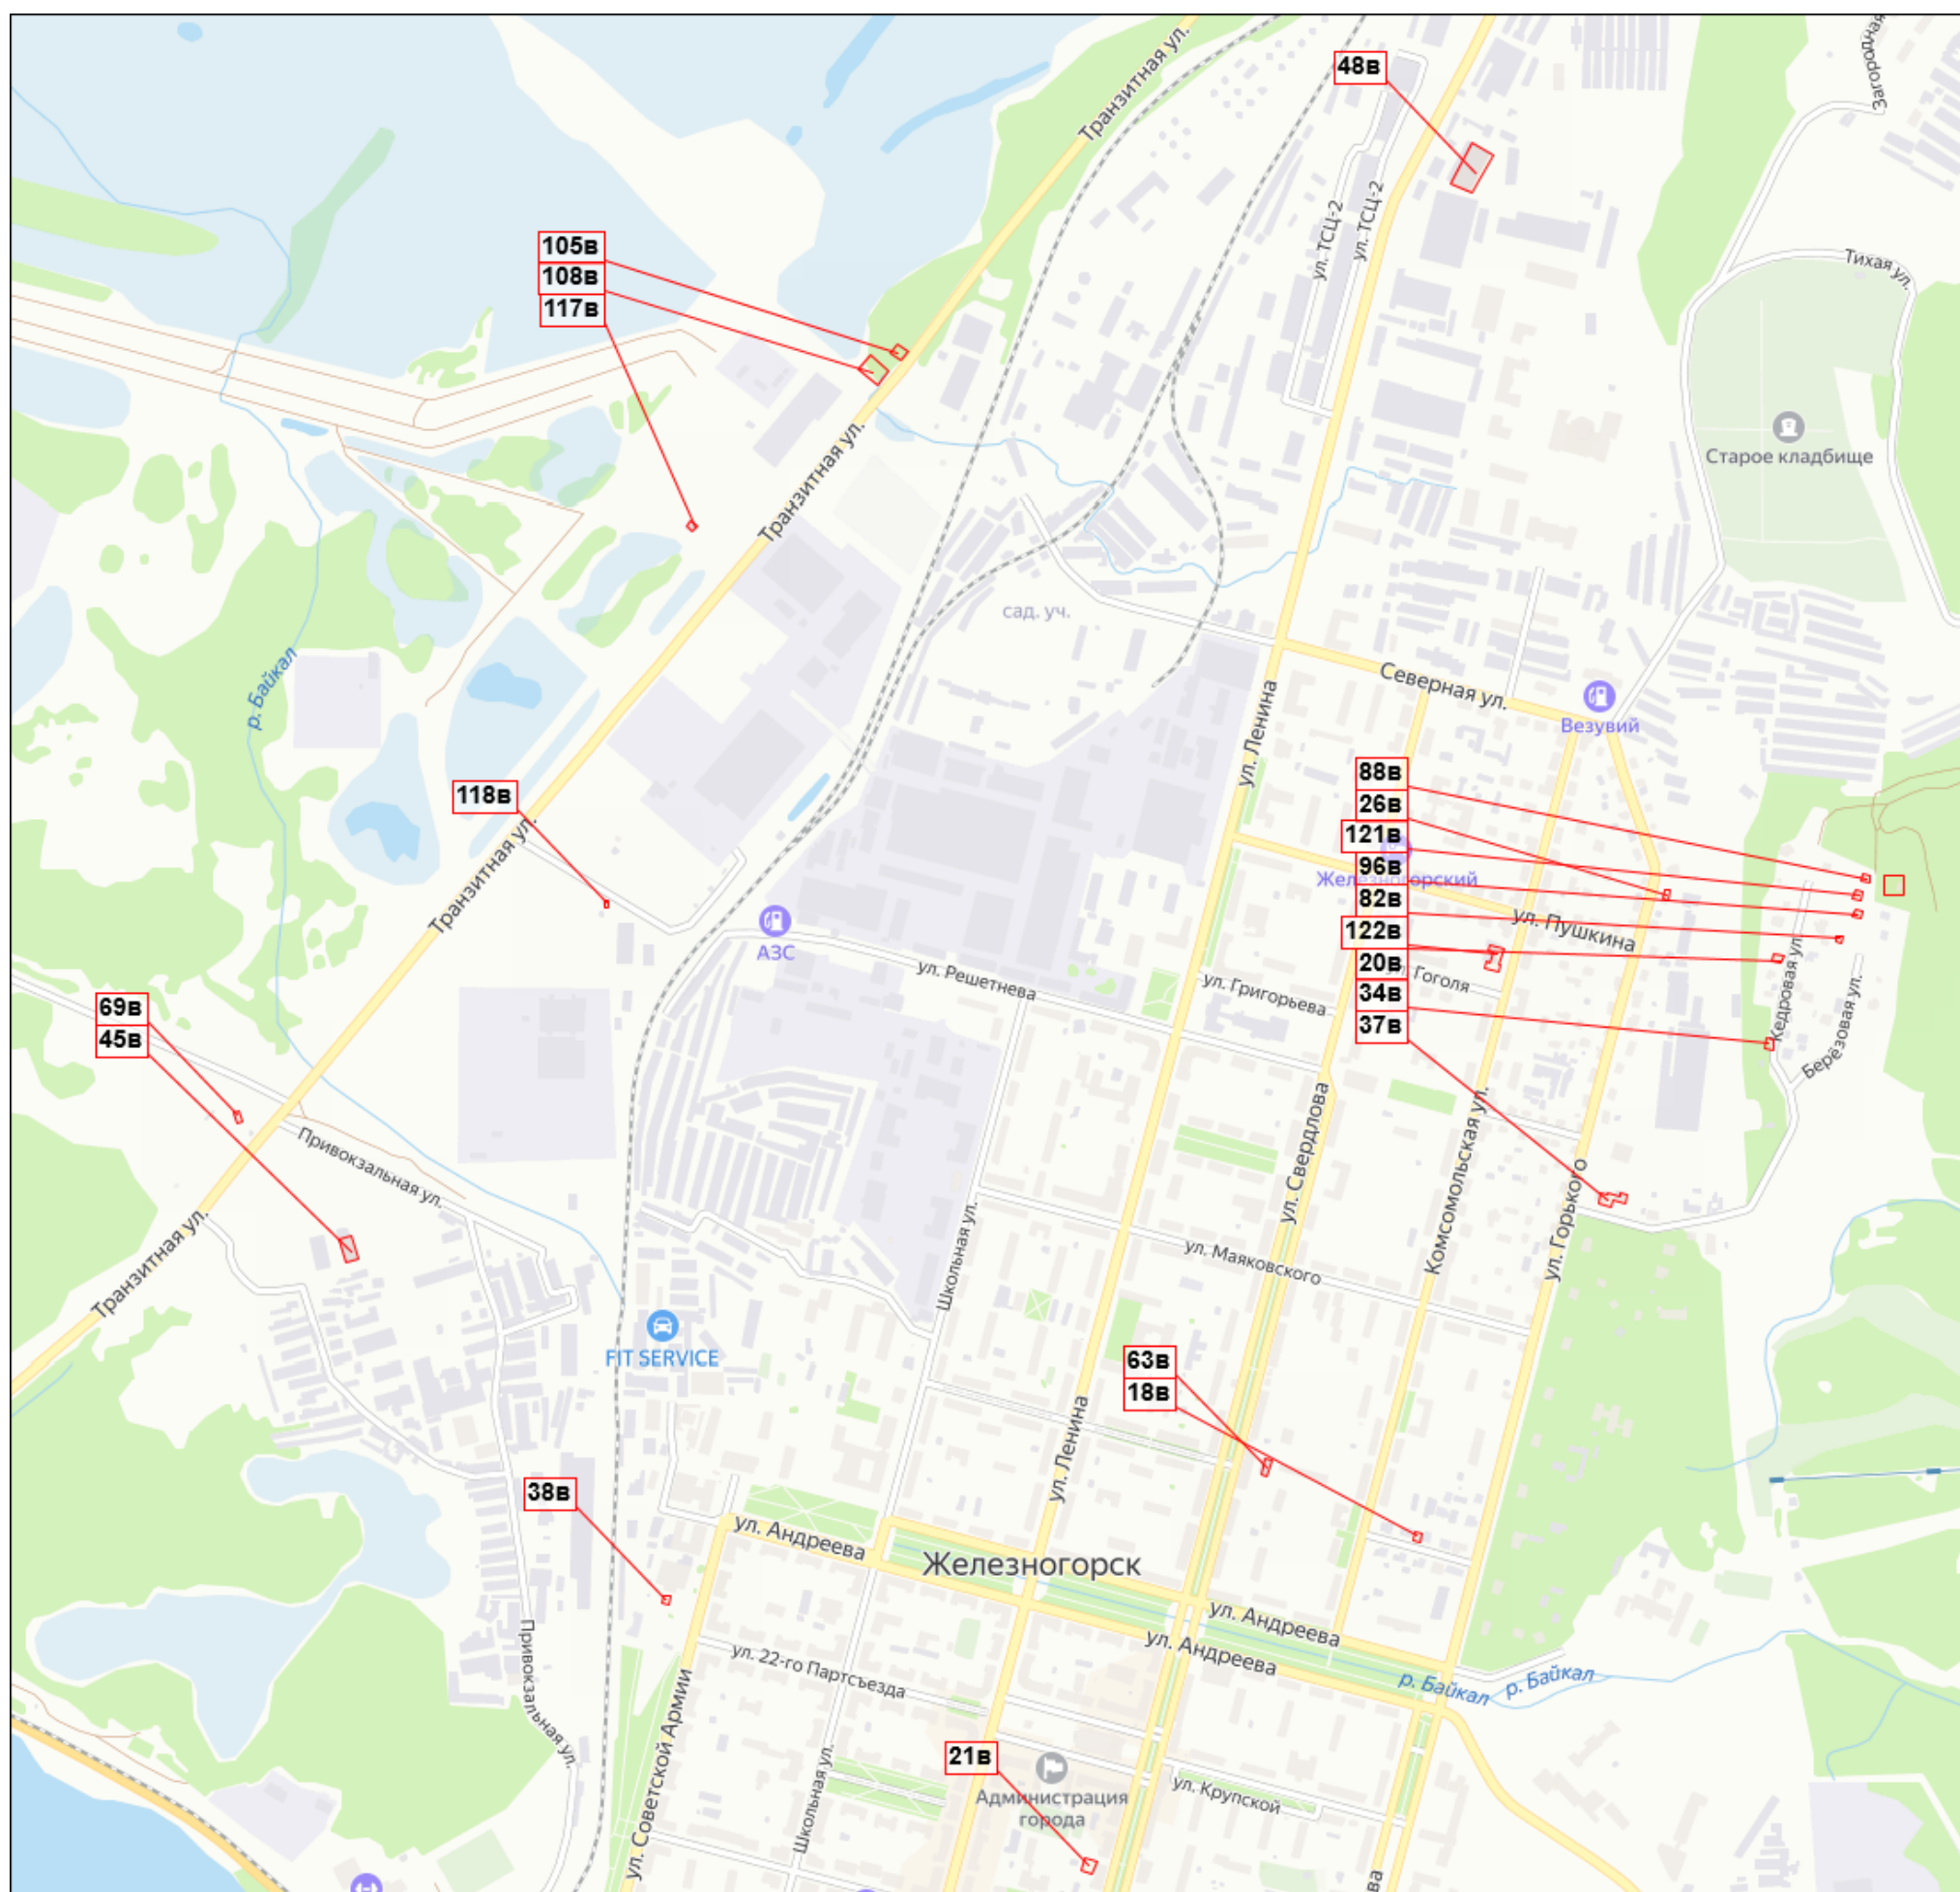 Транзитная ул.
48в
Загородная
ул. ТСЦ-2
ул. ТСЦ-2
Тихая ул.
105в
108в
117в
Старое кладбище
Транзитная ул.
сад. уч.
р. Байкал
Северная ул.
Везувий
ул. Ленина
118в
Транзитная ул.
88в
26в
121в
96в
82в
122в
20в
34в
37в
Железногорский
ул. Пушкина
АЗС
ул. Решетнева
ул. Григорьева
ул. Гоголя
Кедровая ул.
Берёзовая ул.
69в
45в
Привокзальная ул.
Транзитная ул.
ул. Свердлова
Комсомольская ул.
ул. Горького
Школьная ул.
ул. Маяковского
FIT SERVICE
63в
18в
ул. Ленина
38в
ул. Андреева
Железногорск
ул. Андреева
ул. Андреева
р. Байкал
р. Байкал
Привокзальная ул.
ул. 22-го Партсъезда
ул. Советской Армии
Школьная ул.
21в
Администрация
города
ул. Крупской
ва